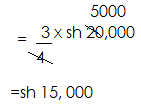 5000
= 3 x sh 20,000
4
=sh 15, 000